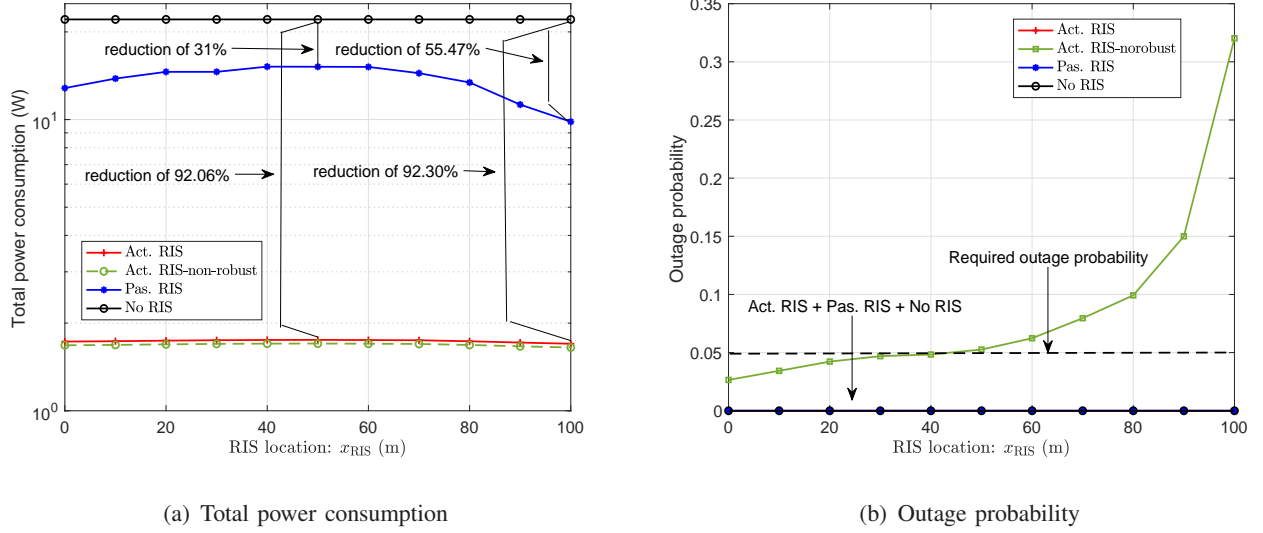 reduction of 31%
reduction of 55.47%
reduction of 92.06%
reduction of 92.30%
Act. RIS
Act. RIS-non-robust
Pas. RIS
No RIS
10^1
10^0
Total power consumption (W)
0 20 40 60 80 100
RIS location: x_RIS (m)
(a) Total power consumption
Act. RIS
Act. RIS-norobust
Pas. RIS
No RIS
Required outage probability
Act. RIS + Pas. RIS + No RIS
0.35
0.3
0.25
0.2
0.15
0.1
0.05
0
Outage probability
0 20 40 60 80 100
RIS location: x_RIS (m)
(b) Outage probability